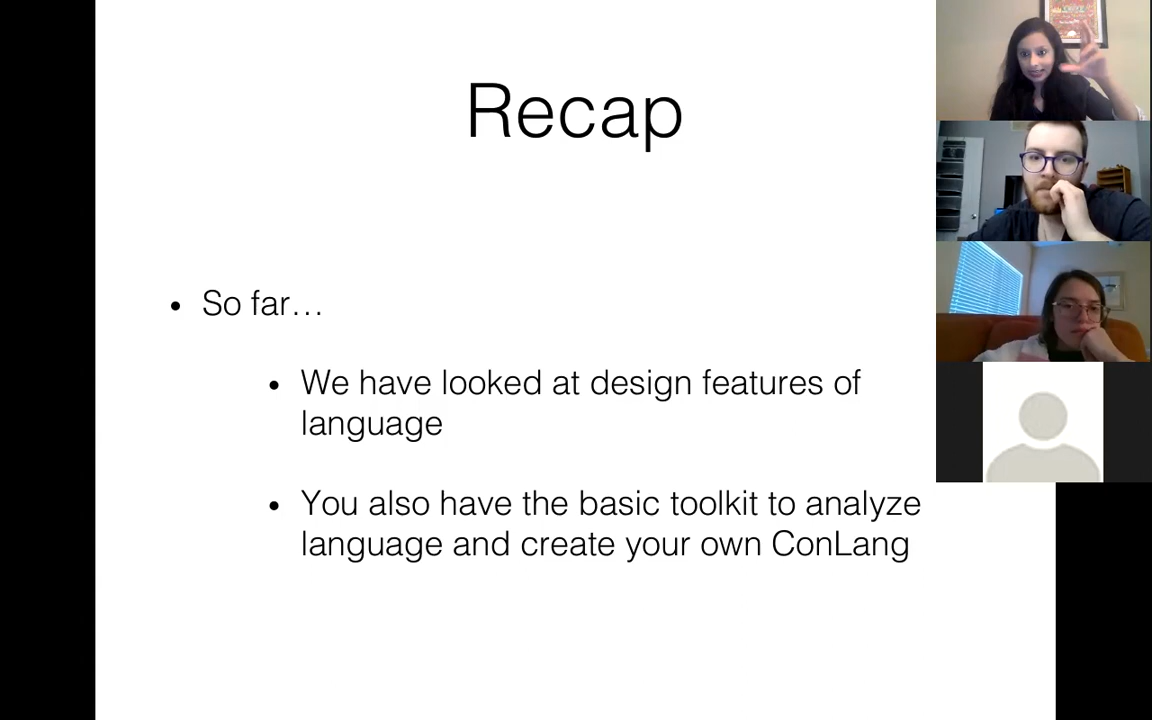 Recap
• So far…
• We have looked at design features of
language
• You also have the basic toolkit to analyze
language and create your own ConLang